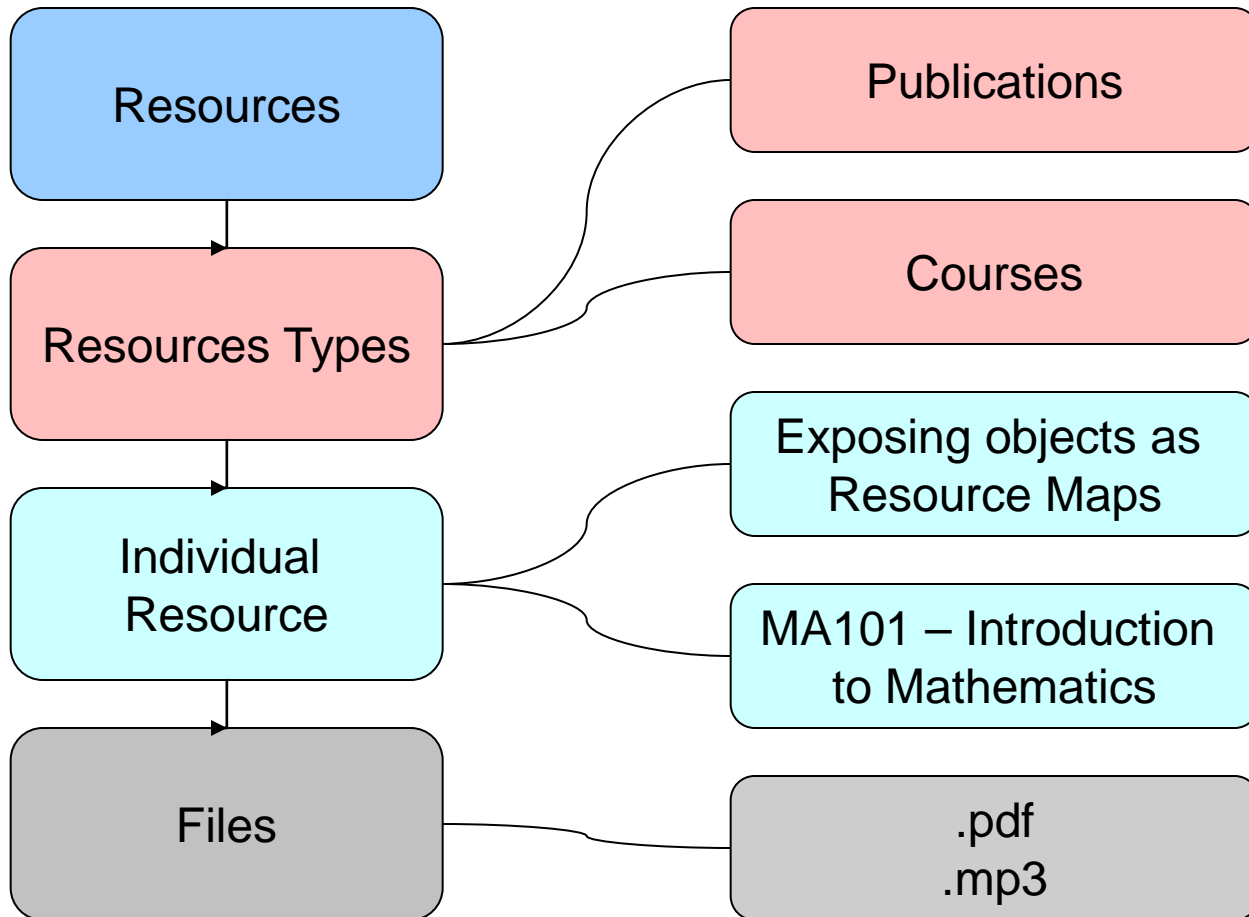 Resources
Publications
Courses
Resources Types
Exposing objects as
Resource Maps
Individual
Resource
MA101 – Introduction
to Mathematics
Files
.pdf
.mp3